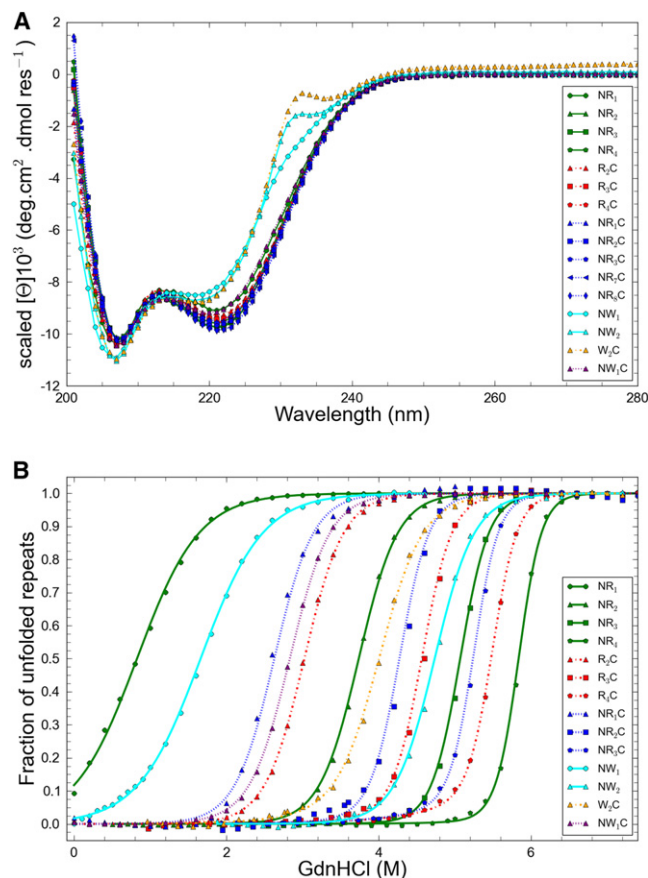 A
2
0
-2
-4
-6
-8
-10
-12
scaled [Θ]10³ (deg.cm² .dmol res⁻¹)
NR₁
NR₂
NR₃
NR₄
R₂C
R₃C
R₄C
NR₁C
NR₂C
NR₃C
NW₁
NW₂
W₂C
NW₁C
200 220 240 260 280
Wavelength (nm)
B
1.0
0.9
0.8
0.7
0.6
0.5
0.4
0.3
0.2
0.1
0.0
Fraction of unfolded repeats
NR₁
NR₂
NR₃
NR₄
R₂C
R₃C
R₄C
NR₁C
NR₂C
NR₃C
NW₁
NW₂
W₂C
NW₁C
0 2 4 6
GdnHCl (M)